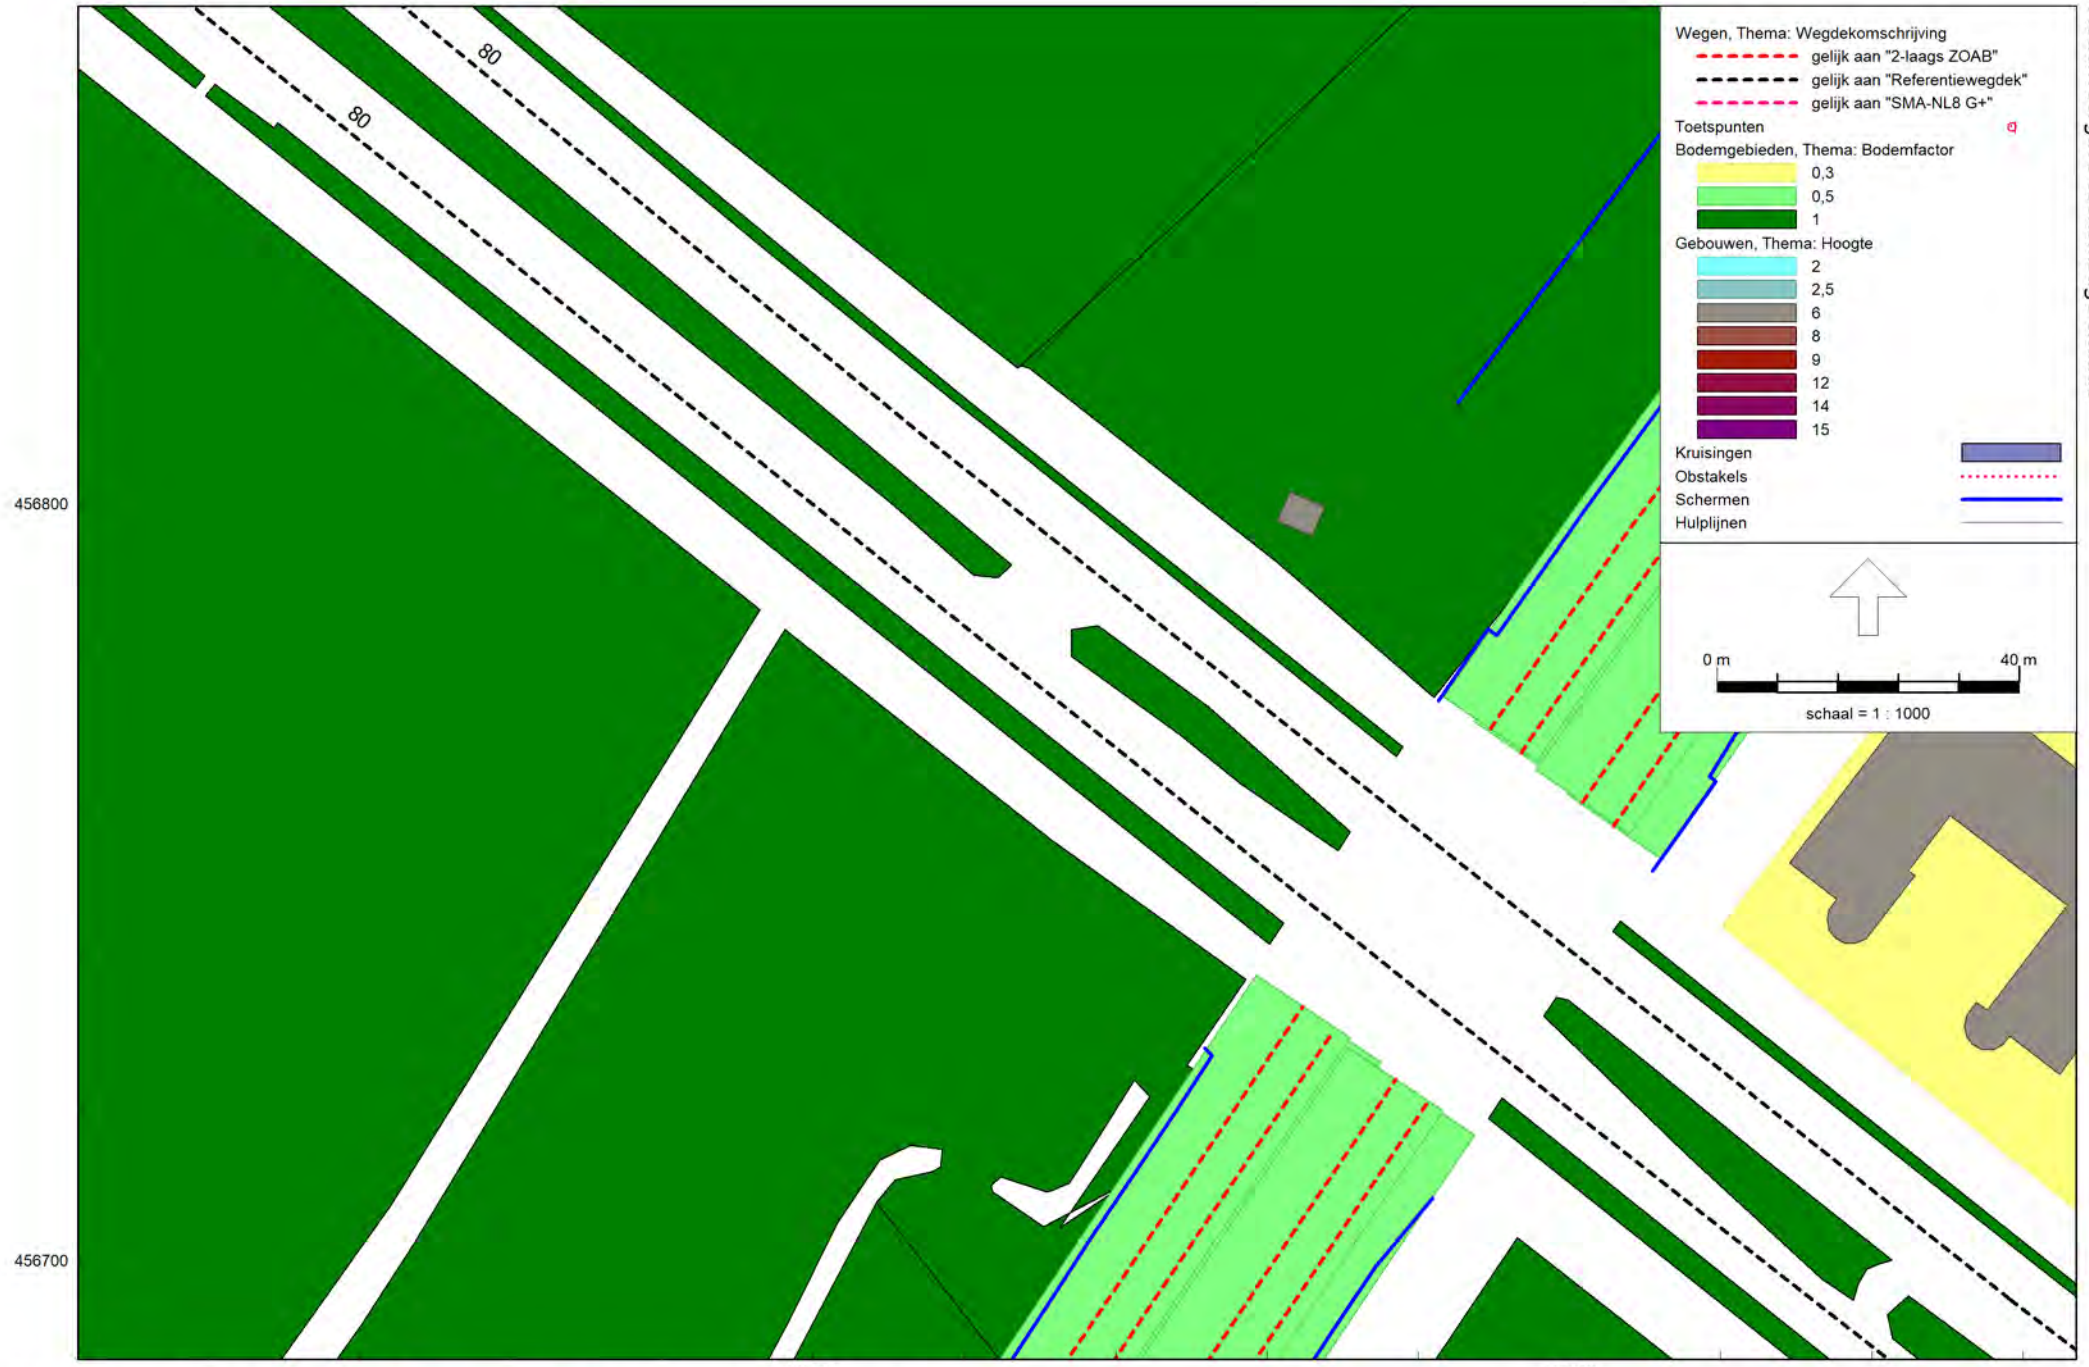 80
80
456800
456700
Wegen, Thema: Wegdekomschrijving
gelijk aan "2-laags ZOAB"
gelijk aan "Referentiewegdek"
gelijk aan "SMA-NL8 G+"
Toetspunten
Bodemgebieden, Thema: Bodemfactor
0,3
0,5
1
Gebouwen, Thema: Hoogte
2
2,5
6
8
9
12
14
15
Kruisingen
Obstakels
Schermen
Hulplijnen
0 m 40 m
schaal = 1 : 1000